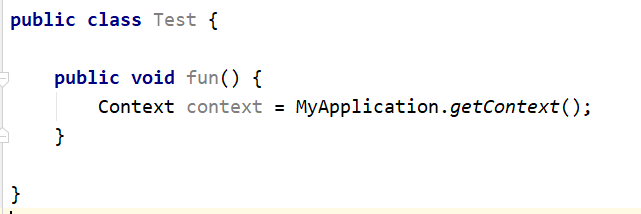 public class Test {
public void fun() {
Context context = MyApplication.getContext();
}
}